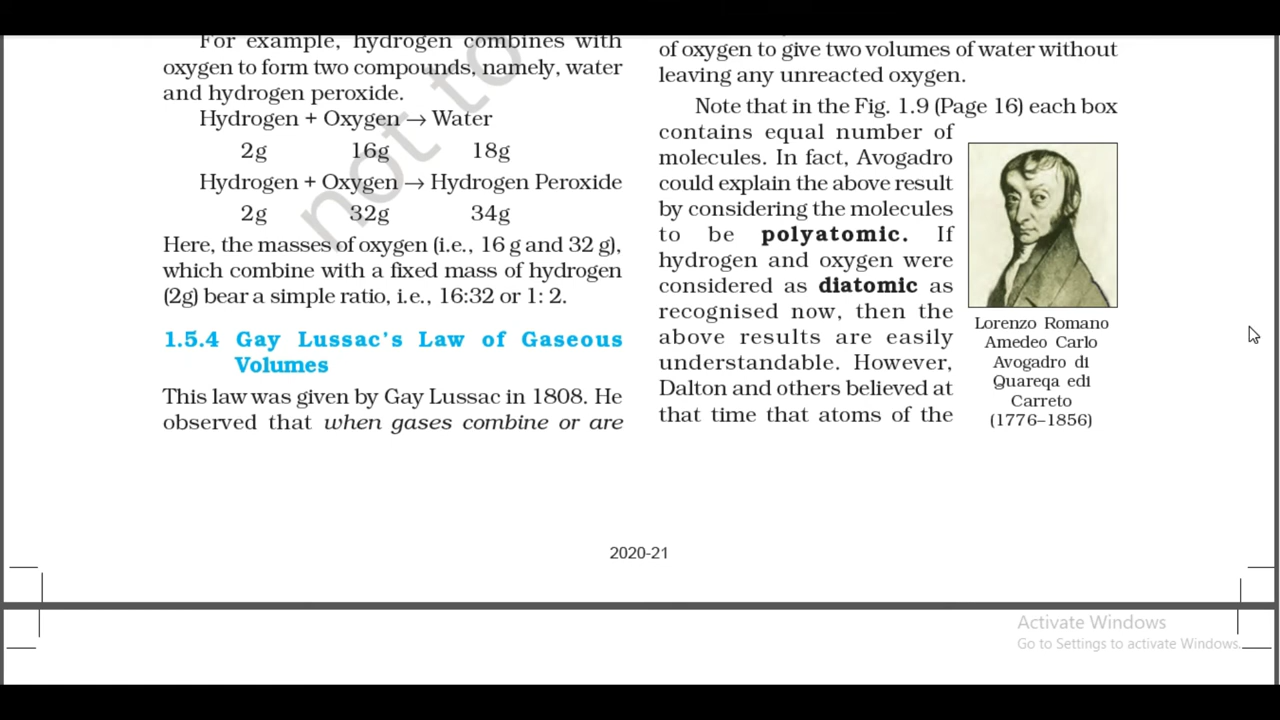 For example, hydrogen combines with
oxygen to form two compounds, namely, water
and hydrogen peroxide.
Hydrogen + Oxygen → Water
2g 16g 18g
Hydrogen + Oxygen → Hydrogen Peroxide
2g 32g 34g
Here, the masses of oxygen (i.e., 16 g and 32 g),
which combine with a fixed mass of hydrogen
(2g) bear a simple ratio, i.e., 16:32 or 1: 2.
1.5.4 Gay Lussac's Law of Gaseous
Volumes
This law was given by Gay Lussac in 1808. He
observed that when gases combine or are
of oxygen to give two volumes of water without
leaving any unreacted oxygen.
Note that in the Fig. 1.9 (Page 16) each box
contains equal number of
molecules. In fact, Avogadro
could explain the above result
by considering the molecules
to be polyatomic. If
hydrogen and oxygen were
considered as diatomic as
recognised now, then the
above results are easily
understandable. However,
Dalton and others believed at
that time that atoms of the
Lorenzo Romano
Amedeo Carlo
Avogadro di
Quareqa edi
Carreto
(1776–1856)
not to
2020-21
Activate Windows
Go to Settings to activate Windows.